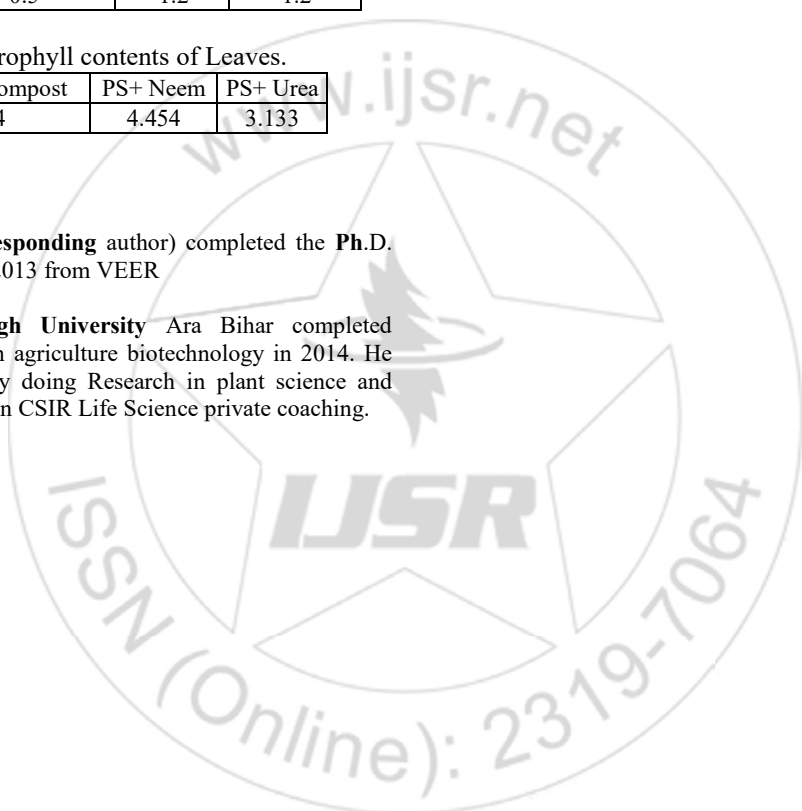 0.5 1.2 1.2
rophyll contents of Leaves.
ompost PS+ Neem PS+ Urea
4 4.454 3.133
esponding author) completed the Ph.D.
013 from VEER
gh University Ara Bihar completed
n agriculture biotechnology in 2014. He
y doing Research in plant science and
n CSIR Life Science private coaching.
www.ijsr.net
IJSR
ISSN (Online): 2319-7064